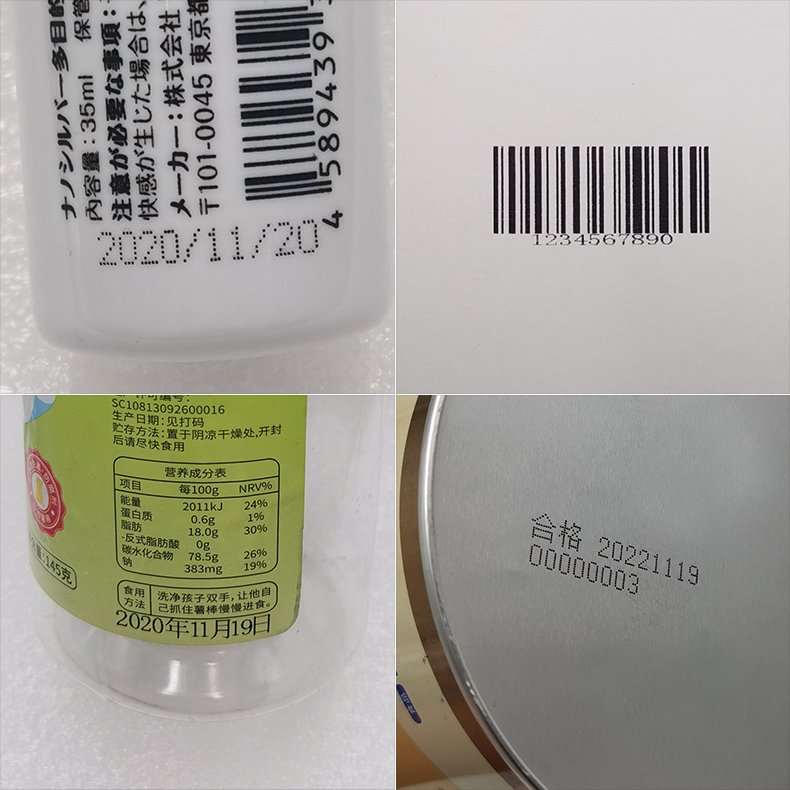 ナノシルバー多目的
内容量：35ml 保管
注意が必要な事項：
快感が生じた場合は、
メーカー：株式会社
〒101-0045 東京都
4 589439
2020/11/20
1234567890
SC10813092600016
生产日期:见打码
贮存方法:置于阴凉干燥处,开封
后请尽快食用
营养成分表
项目 每100g NRV%
能量 2011kJ 24%
蛋白质 0.6g 1%
脂肪 18.0g 30%
-反式脂肪酸 0g
碳水化合物 78.5g 26%
钠 383mg 19%
145克
食用方法 洗净孩子双手,让他自
己抓住薯棒慢慢进食。
2020年11月19日
合格 20221119
00000003